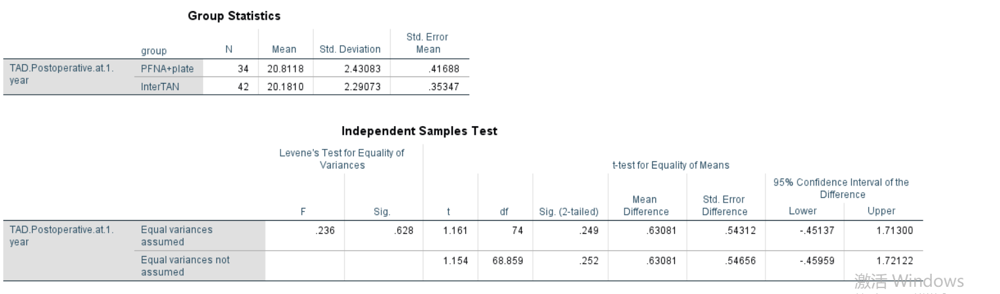 Group Statistics
group N Mean Std. Deviation Std. Error Mean
TAD.Postoperative.at.1. year PFNA+plate 34 20.8118 2.43083 .41688
InterTAN 42 20.1810 2.29073 .35347
Independent Samples Test
Levene's Test for Equality of Variances
t-test for Equality of Means
F Sig. t df Sig. (2-tailed) Mean Difference Std. Error Difference 95% Confidence Interval of the Difference
Lower Upper
TAD.Postoperative.at.1. year Equal variances assumed .236 .628 1.161 74 .249 .63081 .54312 -.45137 1.71300
Equal variances not assumed 1.154 68.859 .252 .63081 .54656 -.45959 1.72122
激活 Windows